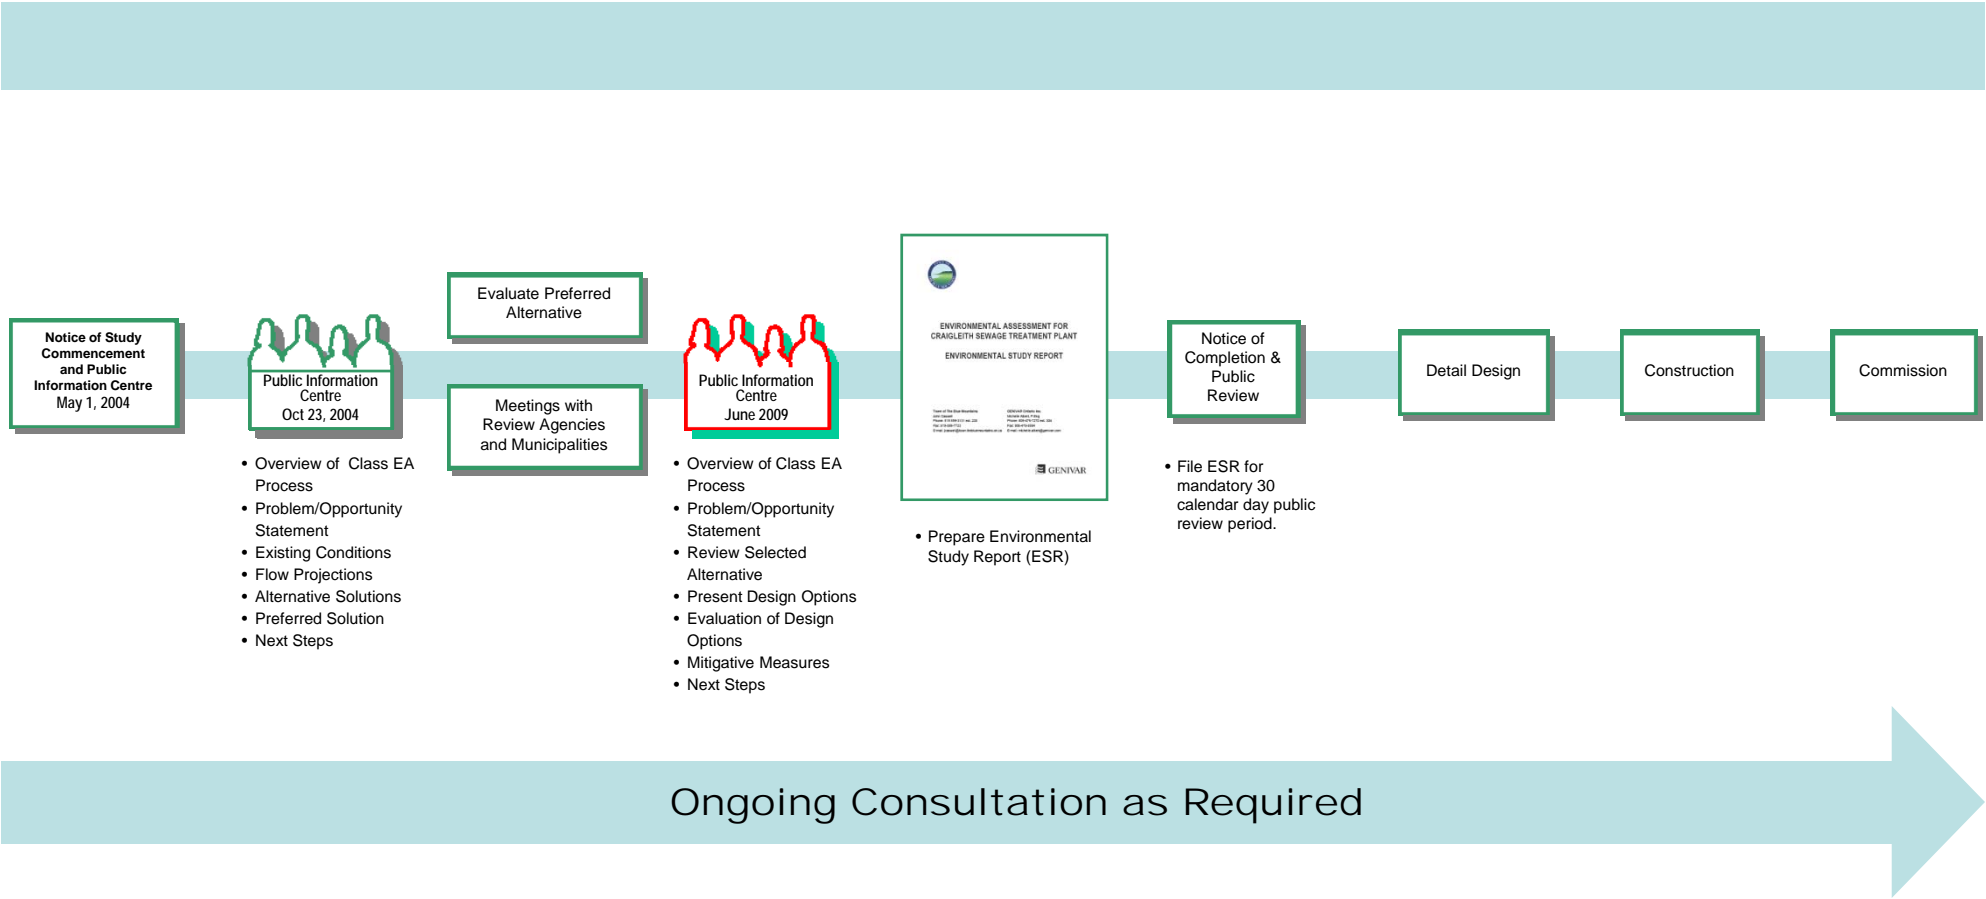 Notice of Study
Commencement
and Public
Information Centre
May 1, 2004
Public Information
Centre
Oct 23, 2004
• Overview of Class EA
Process
• Problem/Opportunity
Statement
• Existing Conditions
• Flow Projections
• Alternative Solutions
• Preferred Solution
• Next Steps
Evaluate Preferred
Alternative
Meetings with
Review Agencies
and Municipalities
Public Information
Centre
June 2009
• Overview of Class EA
Process
• Problem/Opportunity
Statement
• Review Selected
Alternative
• Present Design Options
• Evaluation of Design
Options
• Mitigative Measures
• Next Steps
ENVIRONMENTAL ASSESSMENT FOR
CRAIGLEITH SEWAGE TREATMENT PLANT
ENVIRONMENTAL STUDY REPORT
GENIVAR
• Prepare Environmental
Study Report (ESR)
Notice of
Completion &
Public
Review
• File ESR for
mandatory 30
calendar day public
review period.
Detail Design
Construction
Commission
Ongoing Consultation as Required